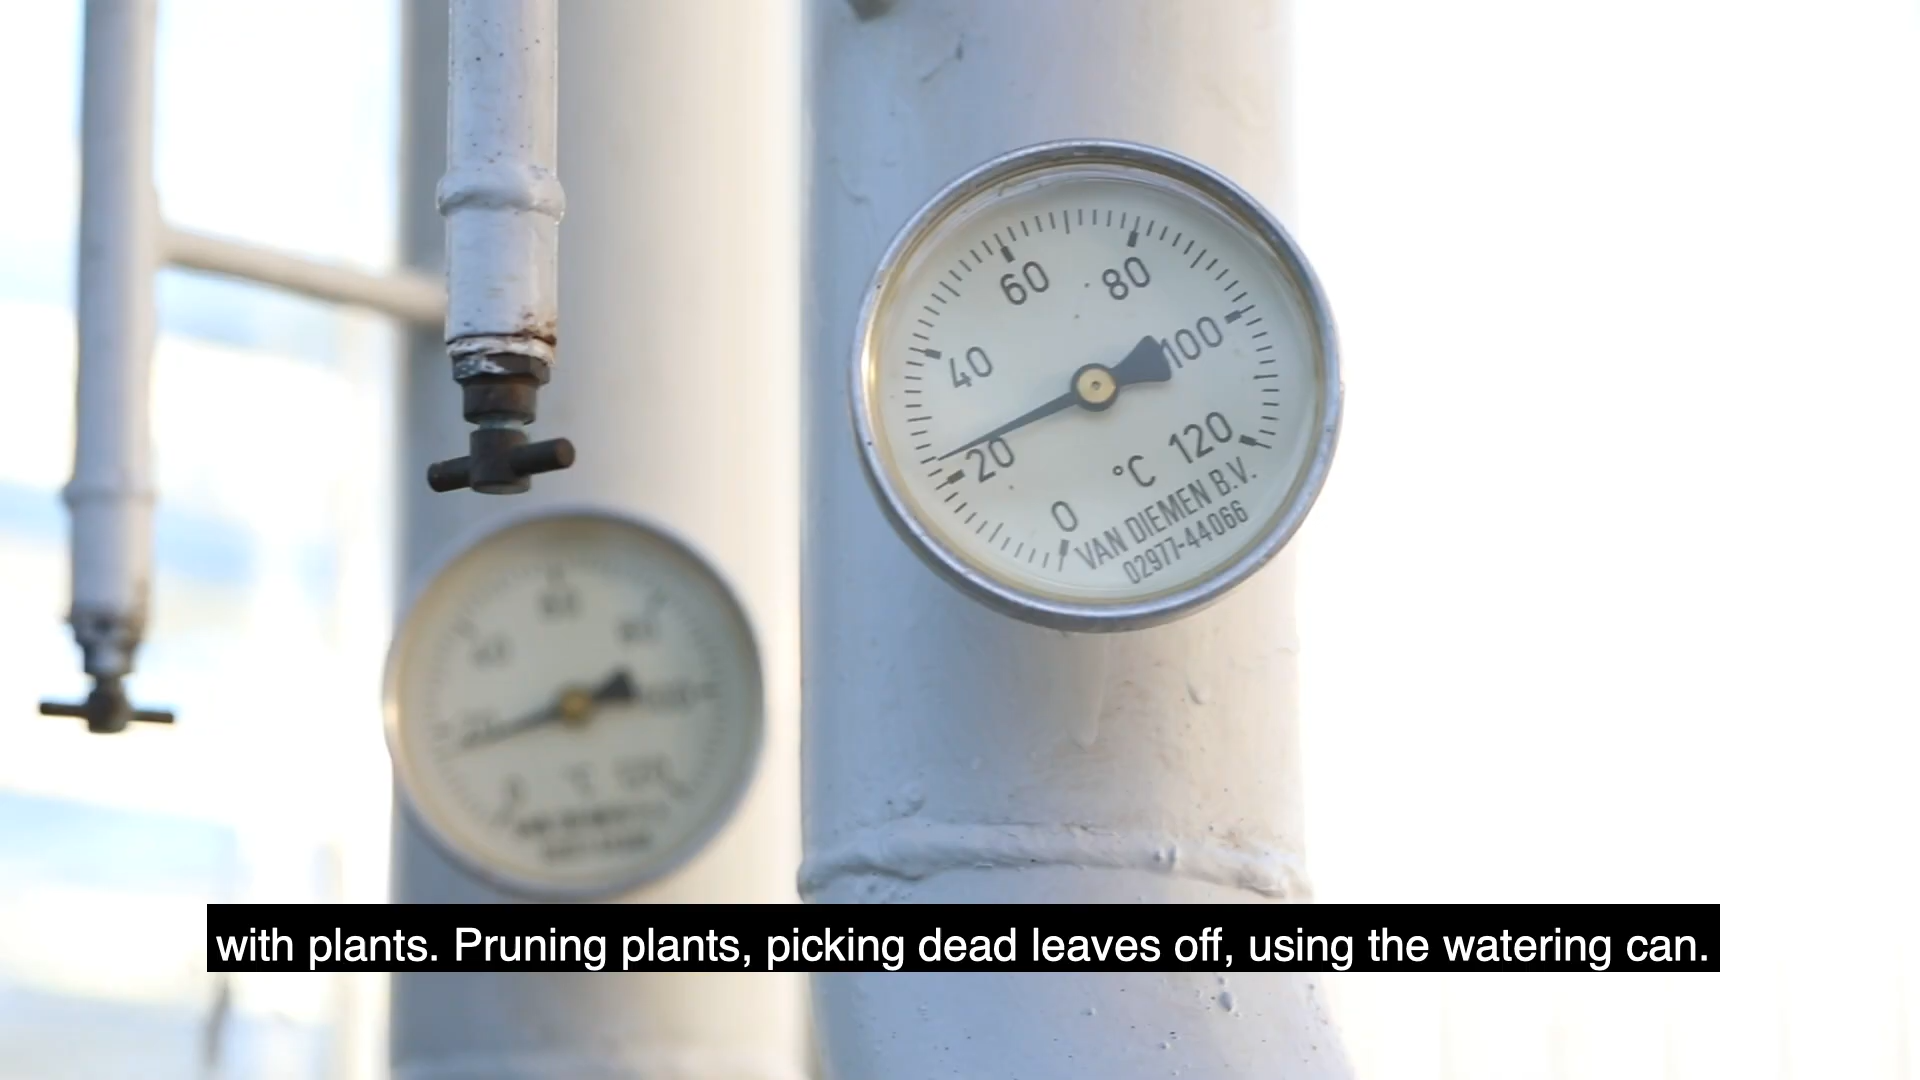 60 80
40 100
20 120
0 °C
VAN DIEMEN B.V.
02977-44066
with plants. Pruning plants, picking dead leaves off, using the watering can.